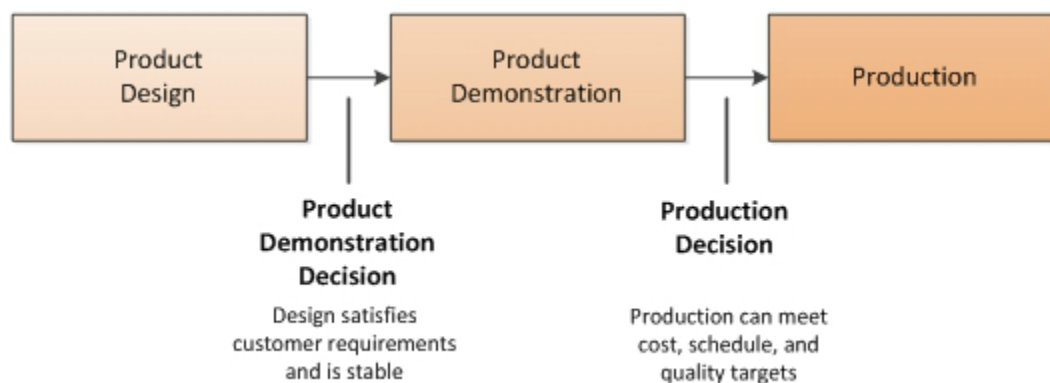 Product
Design
Product
Demonstration
Production
Product
Demonstration
Decision
Design satisfies
customer requirements
and is stable
Production
Decision
Production can meet
cost, schedule, and
quality targets